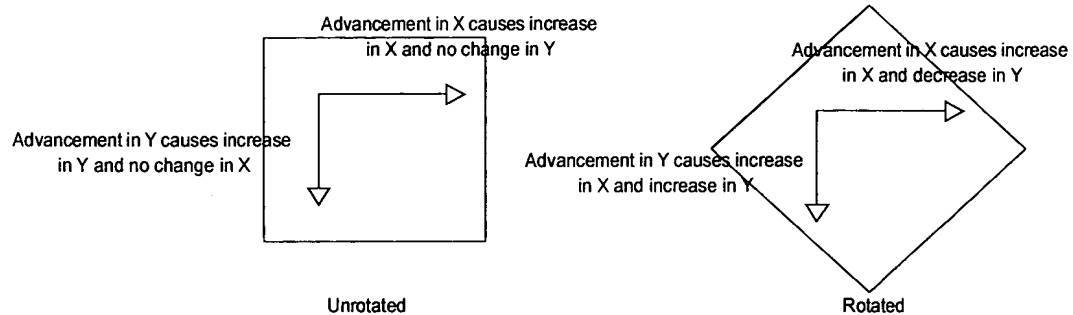 Advancement in X causes increase
in X and no change in Y
Advancement in Y causes increase
in Y and no change in X
Unrotated
Advancement in X causes increase
in X and decrease in Y
Advancement in Y causes increase
in X and increase in Y
Rotated